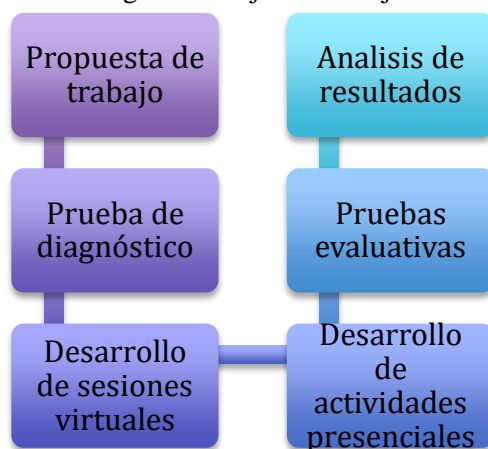 Propuesta de
trabajo
Prueba de
diagnóstico
Desarrollo
de sesiones
virtuales
Desarrollo
de
actividades
presenciales
Pruebas
evaluativas
Analisis de
resultados